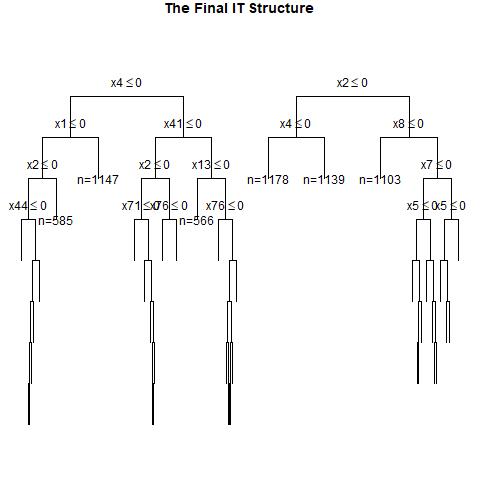 The Final IT Structure
x4 ≤ 0
x2 ≤ 0
x1 ≤ 0
x41 ≤ 0
x4 ≤ 0
x8 ≤ 0
x2 ≤ 0
n=1147
x2 ≤ 0
x13 ≤ 0
n=1178
n=1139
n=1103
x7 ≤ 0
x44 ≤ 0
n=585
x71 ≤ 0
x76 ≤ 0
n=566
x76 ≤ 0
x5 ≤ 0
x5 ≤ 0